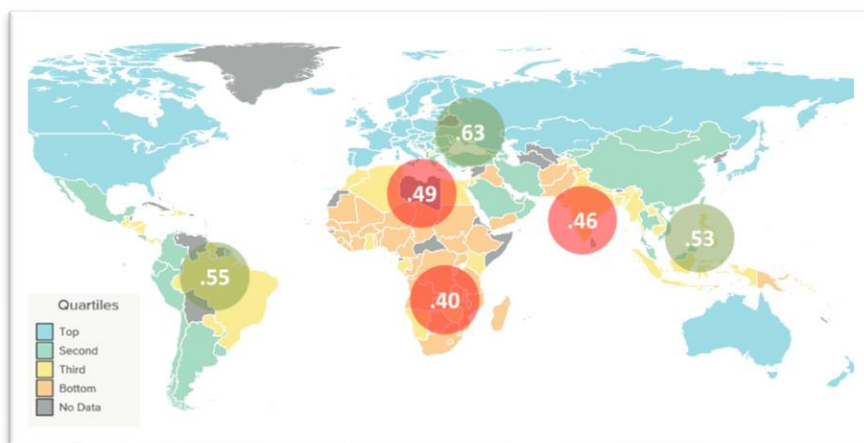 .63
.49
.46
.53
.55
.40
Quartiles
Top
Second
Third
Bottom
No Data